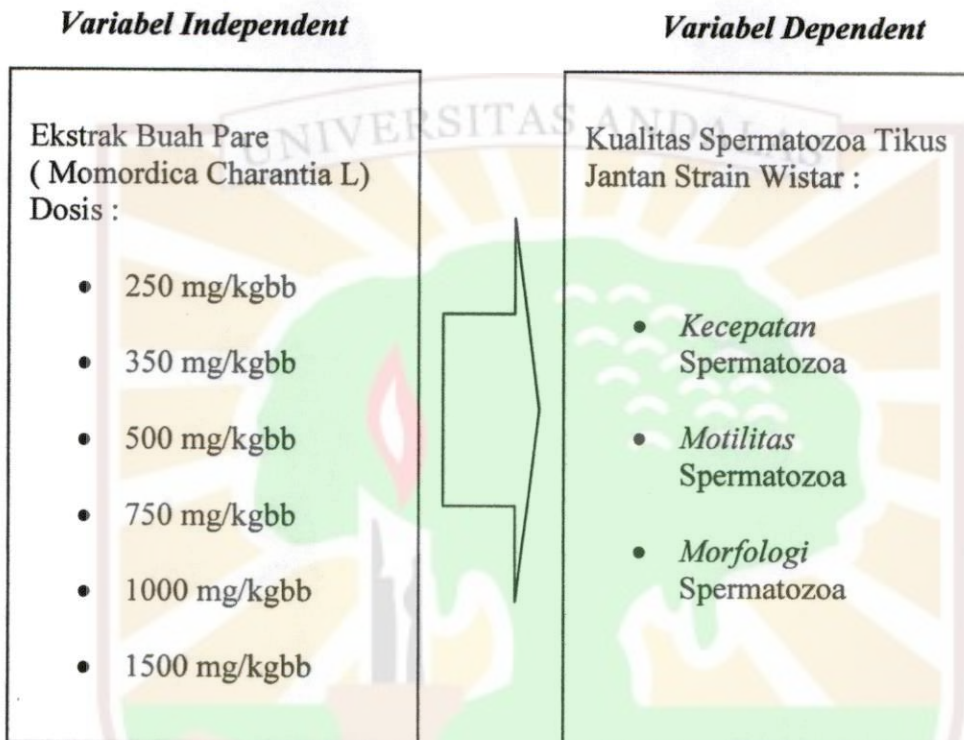 Variabel Independent
Ekstrak Buah Pare
( Momordica Charantia L)
Dosis :
• 250 mg/kgbb
• 350 mg/kgbb
• 500 mg/kgbb
• 750 mg/kgbb
• 1000 mg/kgbb
• 1500 mg/kgbb
Variabel Dependent
Kualitas Spermatozoa Tikus
Jantan Strain Wistar :
• Kecepatan
Spermatozoa
• Motilitas
Spermatozoa
• Morfologi
Spermatozoa
UNIVERSITAS ANDALAS